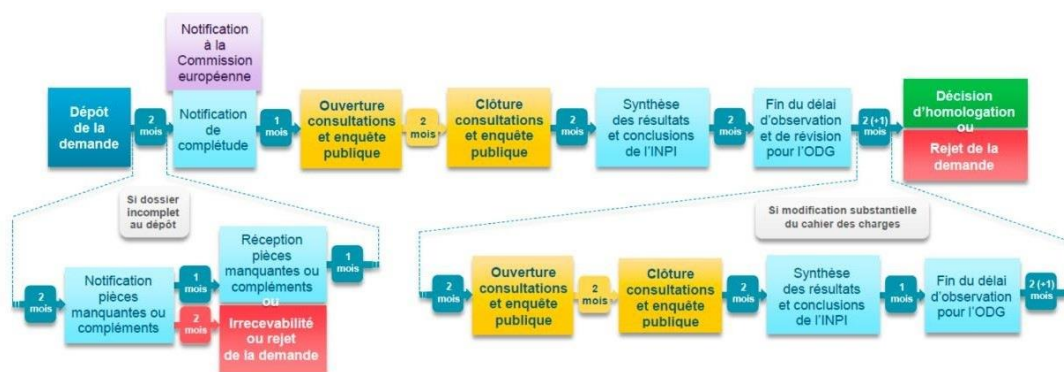 Notification
à la
Commission
européenne
Dépôt
de la
demande
2
mois
Notification
de
complétude
1
mois
Ouverture
consultations
et enquête
publique
2
mois
Clôture
consultations
et enquête
publique
2
mois
Synthèse
des résultats
et conclusions
de l'INPI
2
mois
Fin du délai
d'observation
et de révision
pour l'ODG
2 (+1)
mois
Décision
d'homologation
ou
Rejet de la
demande
Si dossier
incomplet
au dépôt
2
mois
Notification
pièces
manquantes ou
compléments
1
mois
2
mois
Réception
pièces
manquantes ou
compléments
ou
Irrecevabilité
ou rejet
de la demande
1
mois
Si modification substantielle
du cahier des charges
2
mois
Ouverture
consultations
et enquête
publique
2
mois
Clôture
consultations
et enquête
publique
2
mois
Synthèse
des résultats
et conclusions
de l'INPI
1
mois
Fin du délai
d'observation
pour l'ODG
2 (+1)
mois